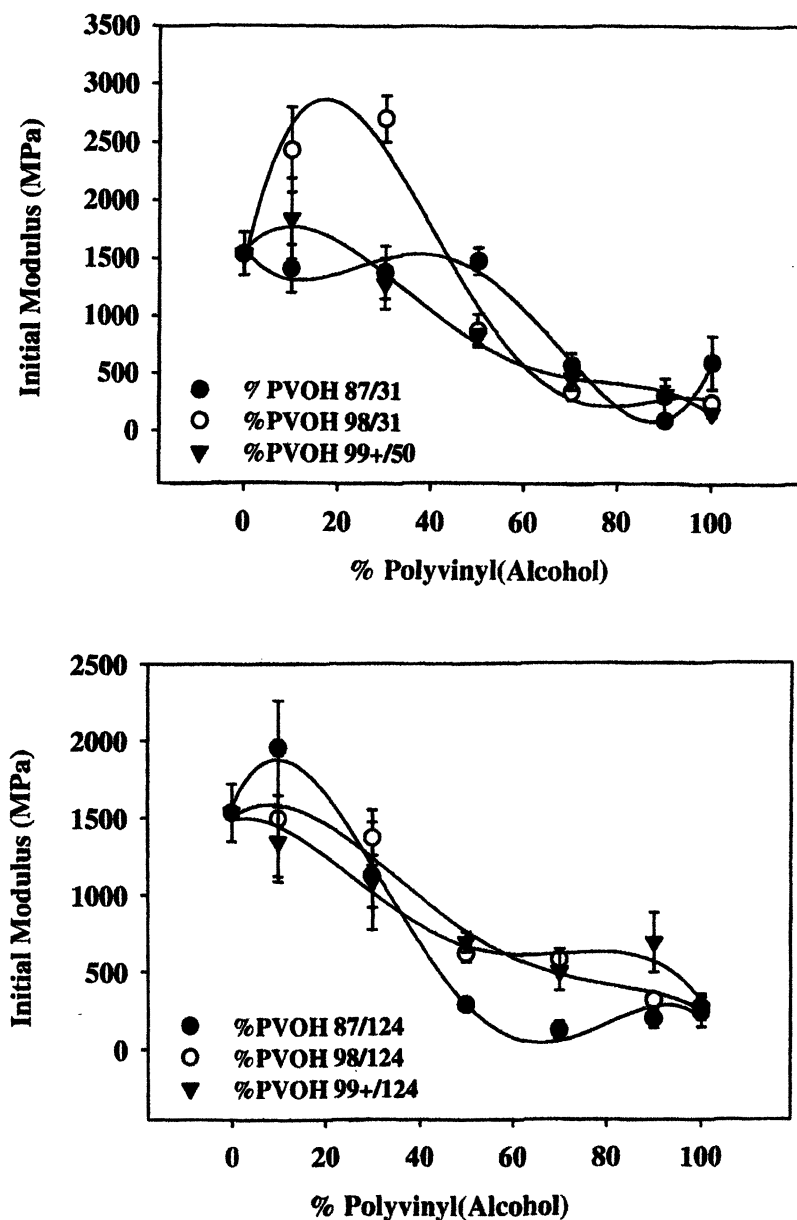 3500
3000
2500
2000
1500
1000
500
0
Initial Modulus (MPa)
% PVOH 87/31
%PVOH 98/31
%PVOH 99+/50
0 20 40 60 80 100
% Polyvinyl(Alcohol)
2500
2000
1500
1000
500
0
Initial Modulus (MPa)
%PVOH 87/124
%PVOH 98/124
%PVOH 99+/124
0 20 40 60 80 100
% Polyvinyl(Alcohol)